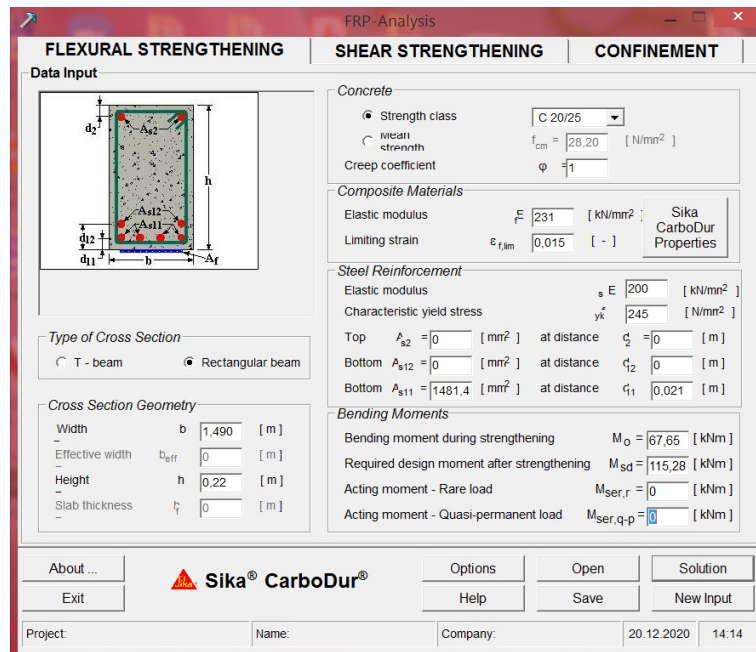 FRP-Analysis
FLEXURAL STRENGTHENING
SHEAR STRENGTHENING
CONFINEMENT
Data Input
d2
As2
h
As12
As11
d12
d11
b
Af
Type of Cross Section
T - beam
Rectangular beam
Cross Section Geometry
Width b 1,490 [ m ]
Effective width beff 0 [ m ]
Height h 0,22 [ m ]
Slab thickness hf 0 [ m ]
Concrete
Strength class C 20/25
Mean strength fcm = 28,20 [ N/mm² ]
Creep coefficient φ = 1
Composite Materials
Elastic modulus fE 231 [ kN/mm² ]
Limiting strain εf,lim 0,015 [ - ]
Sika
CarboDur
Properties
Steel Reinforcement
Elastic modulus s E 200 [ kN/mm² ]
Characteristic yield stress yk 245 [ N/mm² ]
Top As2 = 0 [ mm² ] at distance d2 = 0 [ m ]
Bottom As12 = 0 [ mm² ] at distance d12 0 [ m ]
Bottom As11 = 1481,4 [ mm² ] at distance d11 0,021 [ m ]
Bending Moments
Bending moment during strengthening MO = 67,65 [ kNm ]
Required design moment after strengthening Msd = 115,28 [ kNm ]
Acting moment - Rare load Mser,r = 0 [ kNm ]
Acting moment - Quasi-permanent load Mser,q-p = 0 [ kNm ]
About ...
Exit
Sika® CarboDur®
Options
Open
Solution
Help
Save
New Input
Project:
Name:
Company:
20.12.2020
14:14